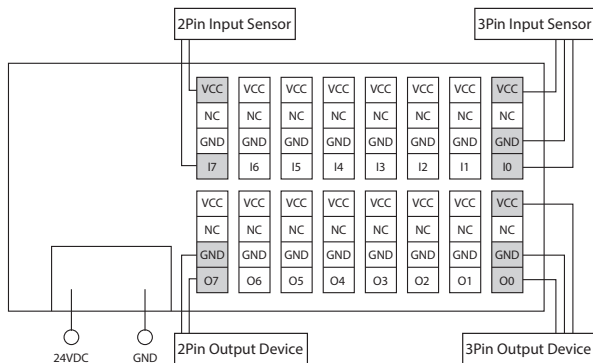 2Pin Input Sensor 3Pin Input Sensor
VCC VCC VCC VCC VCC VCC VCC VCC
NC NC NC NC NC NC NC NC
GND GND GND GND GND GND GND GND
I7 I6 I5 I4 I3 I2 I1 I0
VCC VCC VCC VCC VCC VCC VCC VCC
NC NC NC NC NC NC NC NC
GND GND GND GND GND GND GND GND
O7 O6 O5 O4 O3 O2 O1 O0
24VDC GND 2Pin Output Device 3Pin Output Device